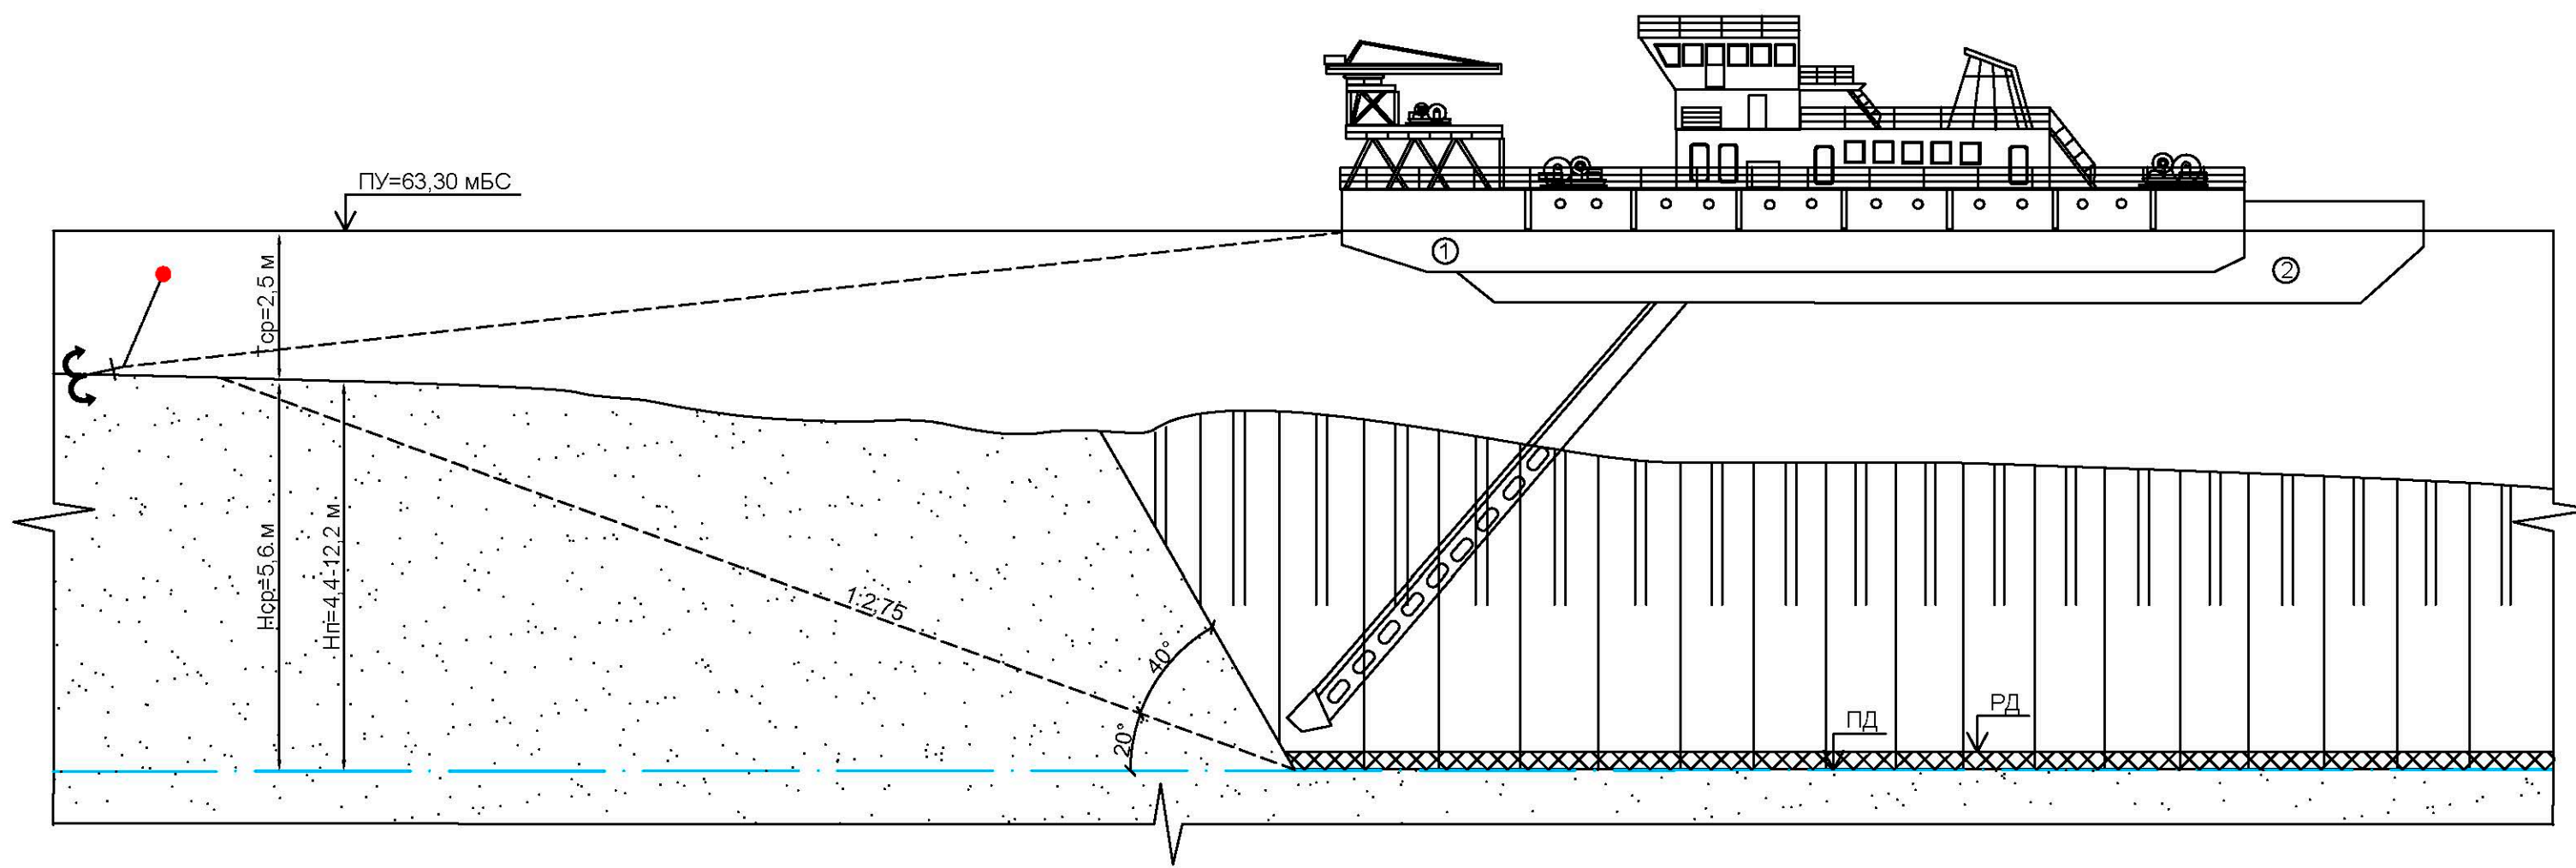 ПУ=63,30 мБС
Тср=2,5 м
Нср=5,6 м
Нп=4,4-12,2 м
1:2,75
40°
20°
1
2
ПД
РД